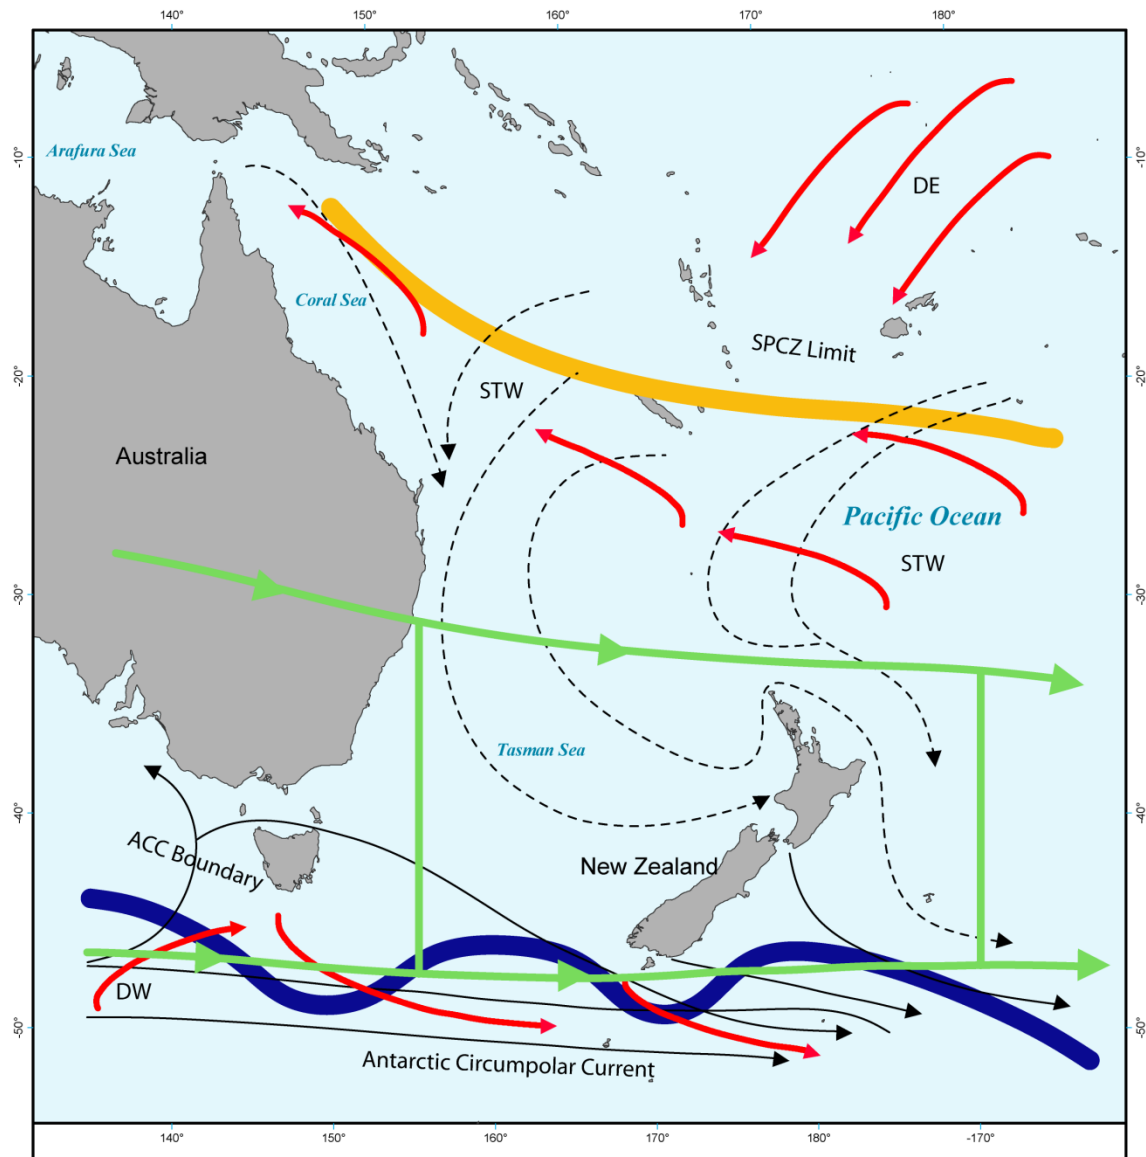 140°
150°
160°
170°
180°
-10°
-10°
Arafura Sea
DE
Coral Sea
SPCZ Limit
-20°
-20°
STW
Australia
Pacific Ocean
STW
-30°
-30°
Tasman Sea
-40°
-40°
ACC Boundary
New Zealand
DW
-50°
-50°
Antarctic Circumpolar Current
140°
150°
160°
170°
180°
-170°